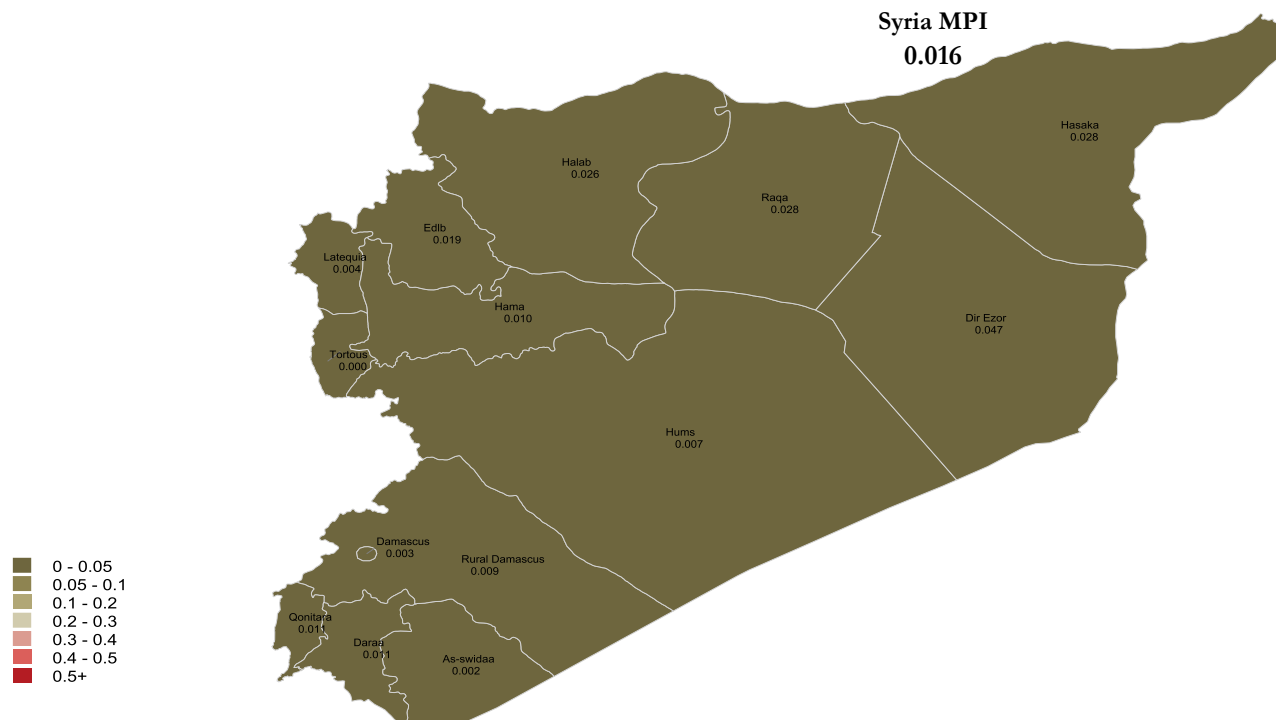 Syria MPI
0.016
Hasaka
0.028
Halab
0.026
Raqa
0.028
Edlb
0.019
Latequia
0.004
Hama
0.010
Dir Ezor
0.047
Tortous
0.000
Hums
0.007
Damascus
0.003
Rural Damascus
0.009
Qonitara
0.011
Daraa
0.011
As-swidaa
0.002
0 - 0.05
0.05 - 0.1
0.1 - 0.2
0.2 - 0.3
0.3 - 0.4
0.4 - 0.5
0.5+